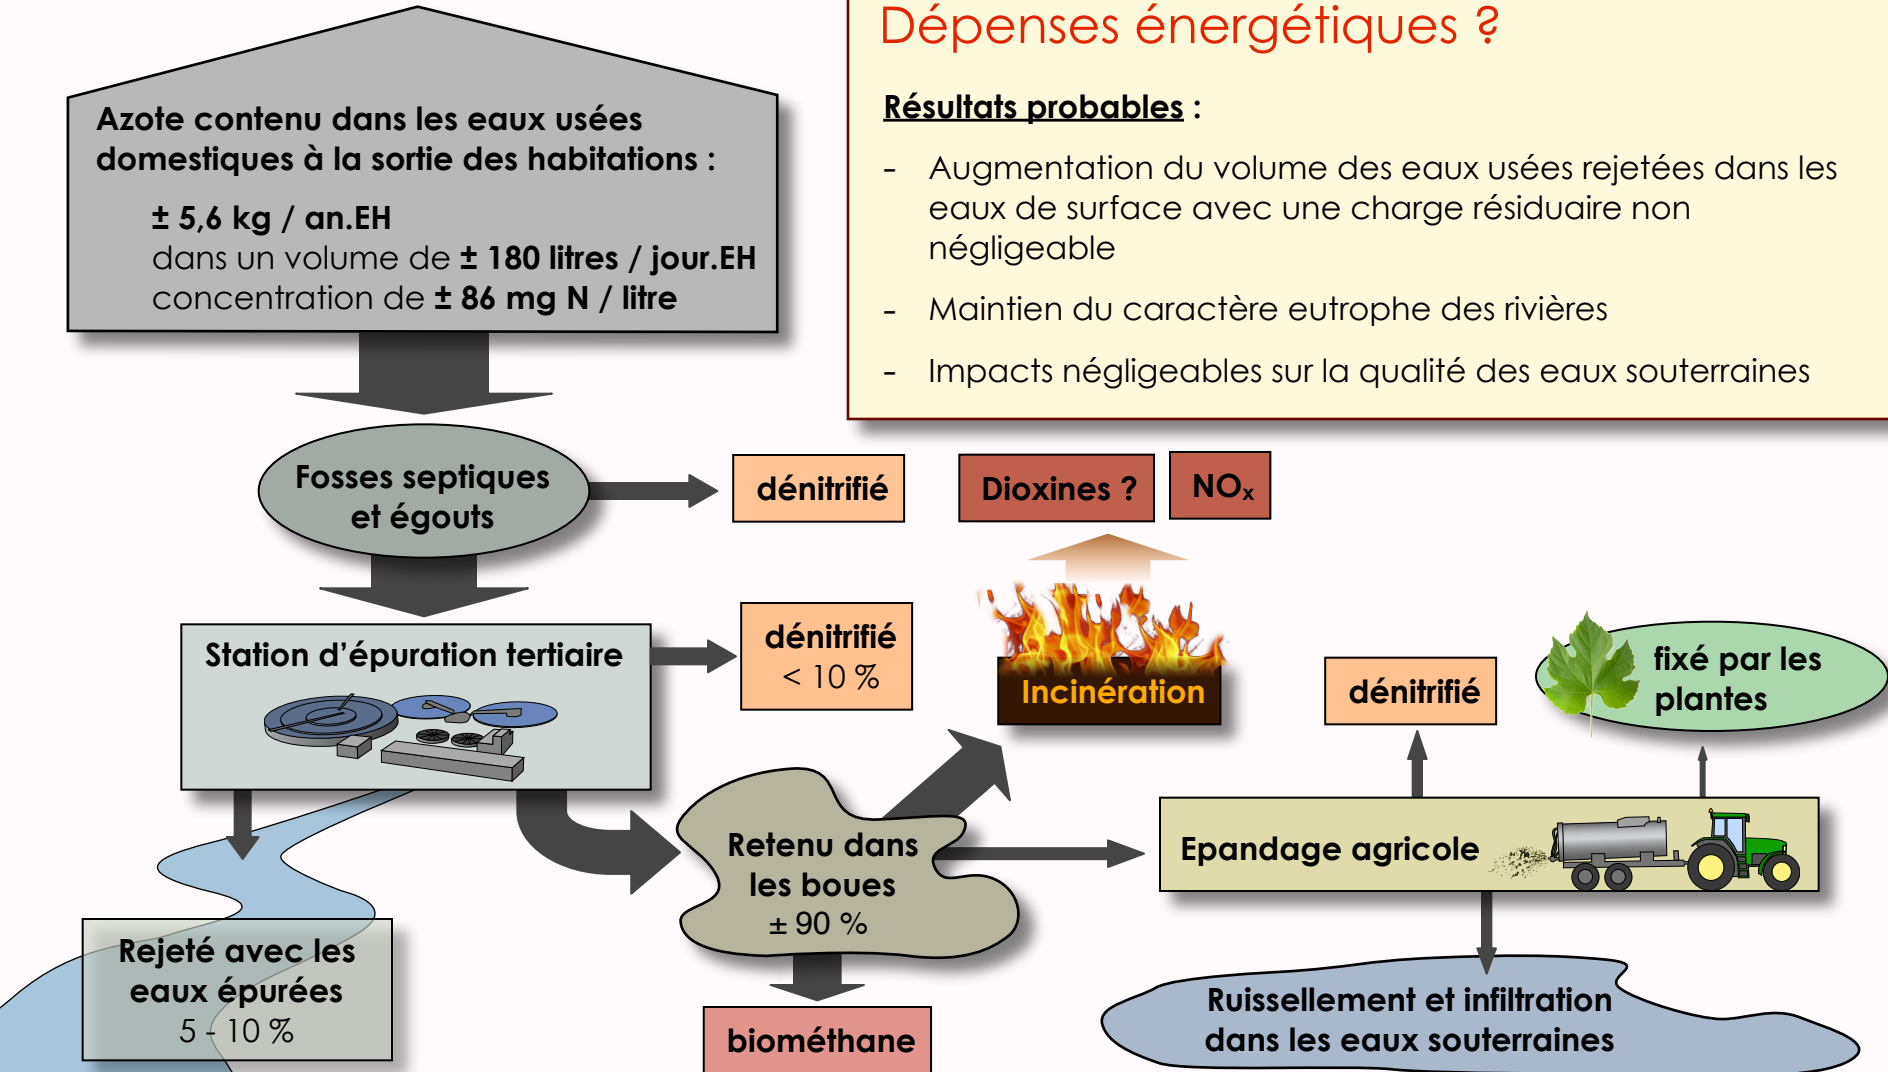 Dépenses énergétiques ?
Résultats probables :
- Augmentation du volume des eaux usées rejetées dans les
eaux de surface avec une charge résiduaire non
négligeable
- Maintien du caractère eutrophe des rivières
- Impacts négligeables sur la qualité des eaux souterraines
Azote contenu dans les eaux usées
domestiques à la sortie des habitations :
± 5,6 kg / an.EH
dans un volume de ± 180 litres / jour.EH
concentration de ± 86 mg N / litre
Fosses septiques
et égouts
dénitrifié
Dioxines ?
NOₓ
Station d'épuration tertiaire
dénitrifié
< 10 %
Incinération
dénitrifié
fixé par les
plantes
Retenu dans
les boues
± 90 %
Epandage agricole
Rejeté avec les
eaux épurées
5 - 10 %
biométhane
Ruissellement et infiltration
dans les eaux souterraines